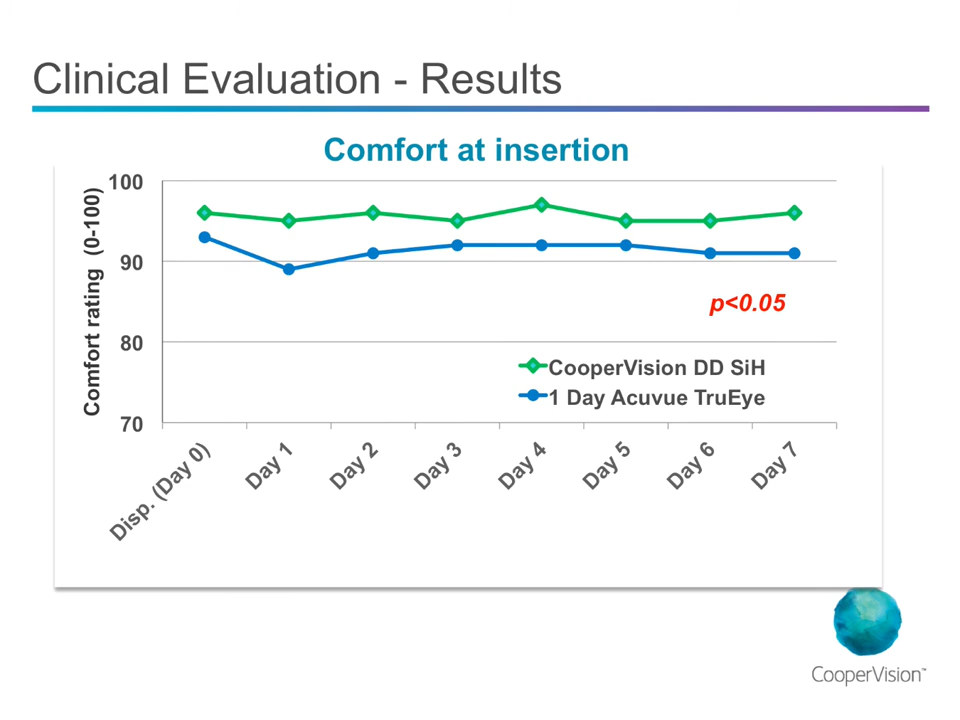 Clinical Evaluation - Results
Comfort at insertion
Comfort rating (0-100)
100
90
80
70
p<0.05
CooperVision DD SiH
1 Day Acuvue TruEye
Disp. (Day 0)
Day 1
Day 2
Day 3
Day 4
Day 5
Day 6
Day 7
CooperVision™